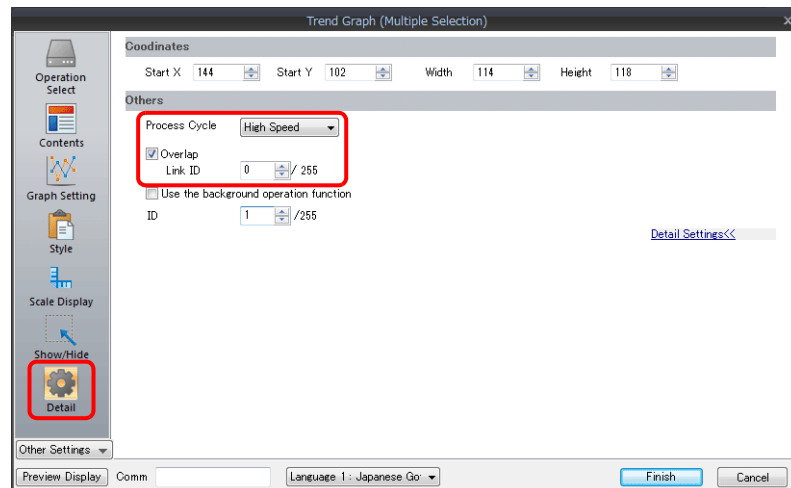 Trend Graph (Multiple Selection)
Operation
Select
Contents
Graph Setting
Style
Scale Display
Show/Hide
Detail
Other Settings
Coodinates
Start X 144 Start Y 102 Width 114 Height 118
Others
Process Cycle High Speed
Overlap
Link ID 0 / 255
Use the background operation function
ID 1 /255
Detail Settings<<
Preview Display Comm Language 1 : Japanese Go Finish Cancel